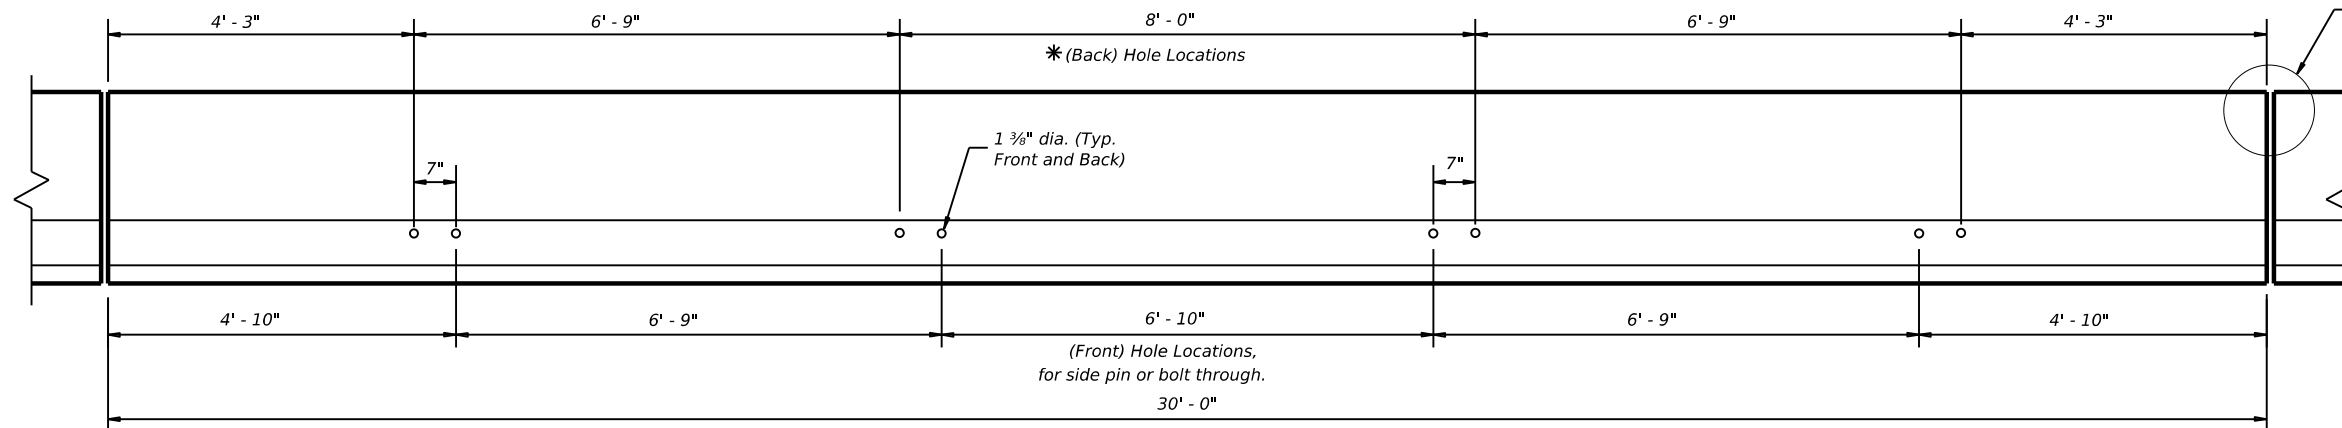 4' - 3" 6' - 9" 8' - 0" 6' - 9" 4' - 3"
✳ (Back) Hole Locations
1 ⅜" dia. (Typ.
Front and Back)
7" 7"
4' - 10" 6' - 9" 6' - 10" 6' - 9" 4' - 10"
(Front) Hole Locations,
for side pin or bolt through.
30' - 0"